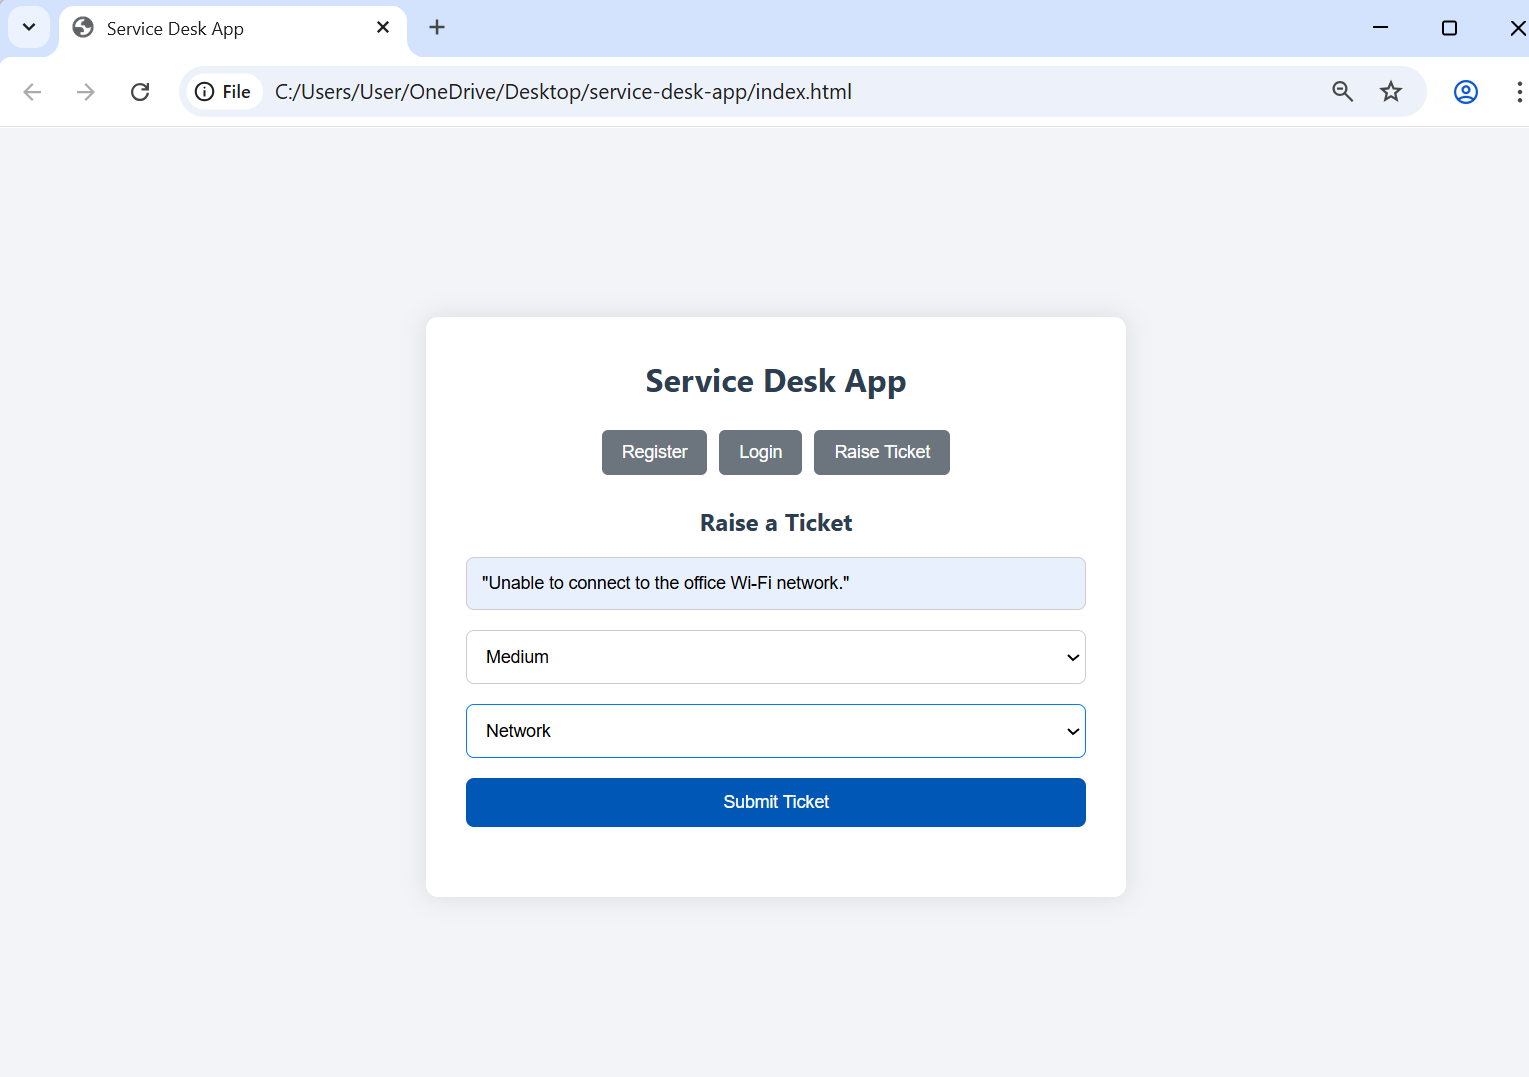 Service Desk App
File C:/Users/User/OneDrive/Desktop/service-desk-app/index.html
Service Desk App
Register Login Raise Ticket
Raise a Ticket
"Unable to connect to the office Wi-Fi network."
Medium
Network
Submit Ticket